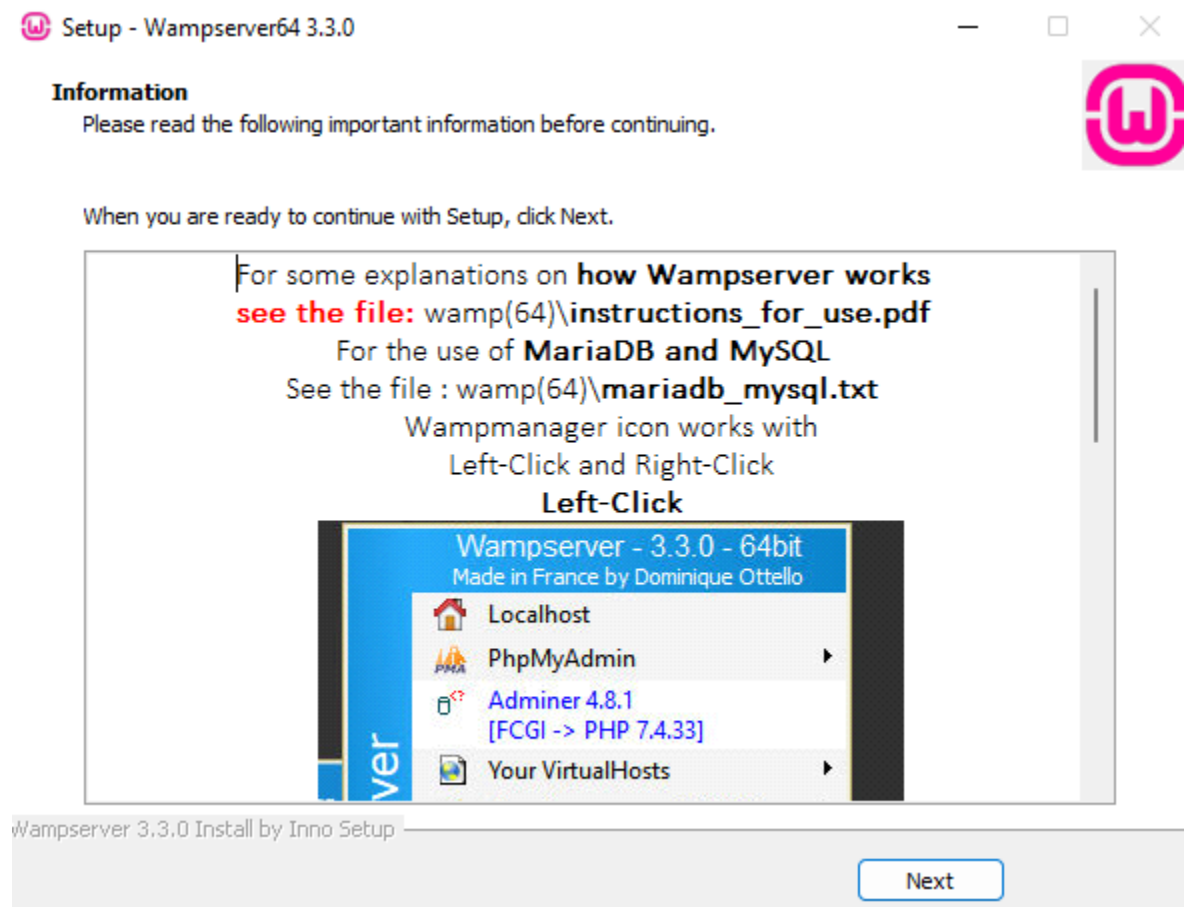 Setup - Wampserver64 3.3.0
Information
Please read the following important information before continuing.
When you are ready to continue with Setup, click Next.
For some explanations on how Wampserver works
see the file: wamp(64)\instructions_for_use.pdf
For the use of MariaDB and MySQL
See the file : wamp(64)\mariadb_mysql.txt
Wampmanager icon works with
Left-Click and Right-Click
Left-Click
Wampserver - 3.3.0 - 64bit
Made in France by Dominique Ottello
Localhost
PhpMyAdmin
Adminer 4.8.1
[FCGI -> PHP 7.4.33]
Your VirtualHosts
Wampserver 3.3.0 Install by Inno Setup
Next